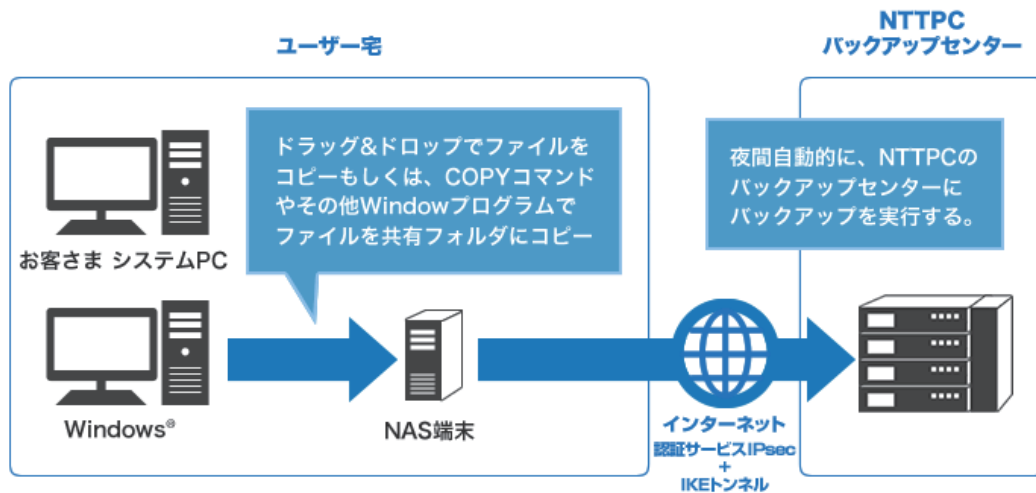 ユーザー宅
NTTPC
バックアップセンター
ドラッグ&ドロップでファイルを
コピーもしくは、COPYコマンド
やその他Windowプログラムで
ファイルを共有フォルダにコピー
夜間自動的に、NTTPCの
バックアップセンターに
バックアップを実行する。
お客さま システムPC
Windows®
NAS端末
インターネット
認証サービスIPsec
+
IKEトンネル